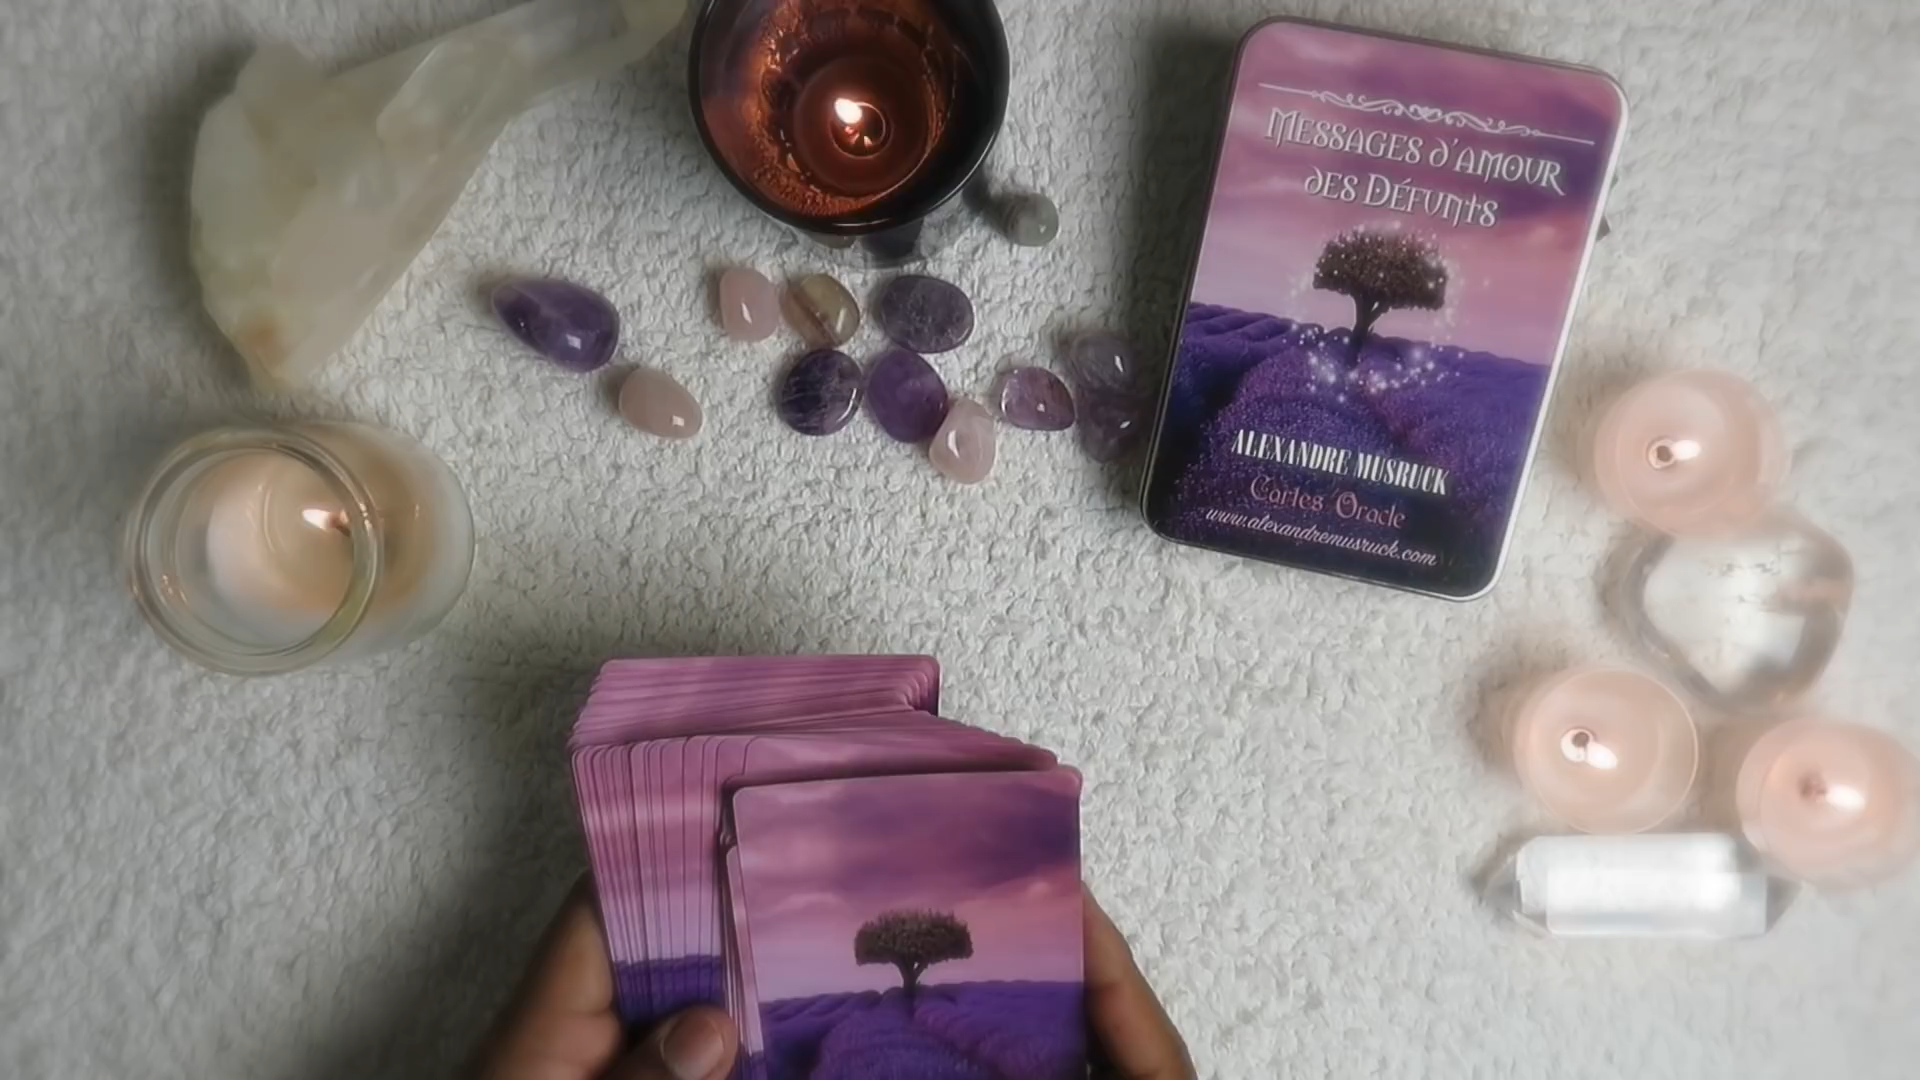 Messages d'amour
des Défunts
ALEXANDRE MUSRUCK
Cartes Oracle
www.alexandremusruck.com